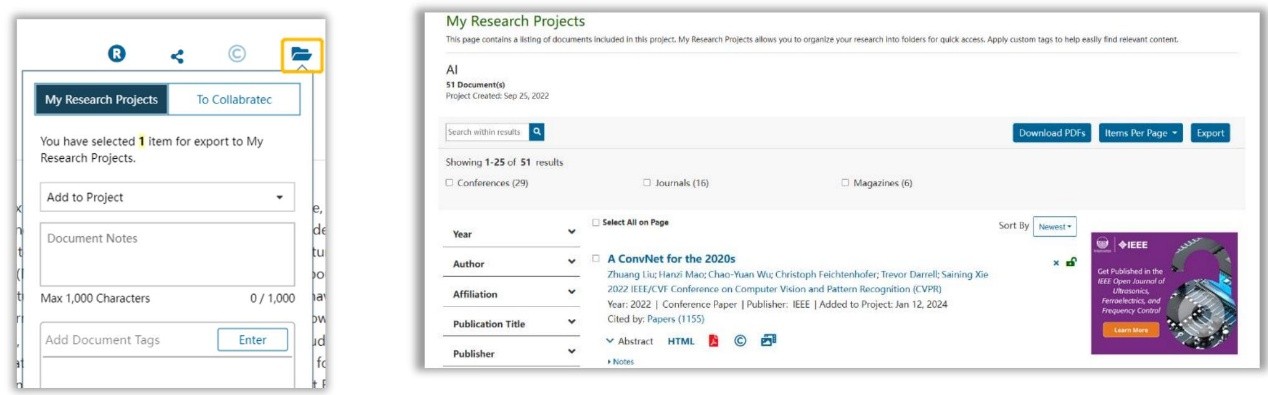 R
©
My Research Projects
To Collabratec
You have selected 1 item for export to My
Research Projects.
Add to Project
Document Notes
Max 1,000 Characters
0 / 1,000
Add Document Tags
Enter
My Research Projects
This page contains a listing of documents included in this project. My Research Projects allows you to organize your research into folders for quick access. Apply custom tags to help easily find relevant content.
AI
51 Document(s)
Project Created: Sep 25, 2022
Search within results
Download PDFs
Items Per Page
Export
Showing 1-25 of 51 results
Conferences (29)
Journals (16)
Magazines (6)
Year
Author
Affiliation
Publication Title
Publisher
Select All on Page
Sort By Newest
A ConvNet for the 2020s
Zhuang Liu; Hanzi Mao; Chao-Yuan Wu; Christoph Feichtenhofer; Trevor Darrell; Saining Xie
2022 IEEE/CVF Conference on Computer Vision and Pattern Recognition (CVPR)
Year: 2022 | Conference Paper | Publisher: IEEE | Added to Project: Jan 12, 2024
Cited by: Papers (1155)
Abstract HTML ©
Notes
IEEE
Get Published in the
IEEE Open Journal of
Ultrasonics,
Ferroelectrics, and
Frequency Control
Learn More